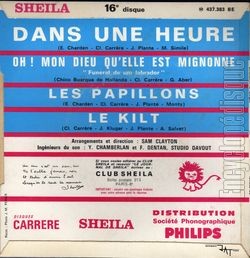 SHEILA 16e disque H 437.383 BE
DANS UNE HEURE
(E. Charden - Cl. Carrère - J. Plante - M. Simile)
OH ! MON DIEU QU'ELLE EST MIGNONNE
"Funeral de um labrador"
(Chico Buarque de Hollanda - Cl. Carrère - G. Aber)
LES PAPILLONS
(E. Charden - Cl. Carrère - J. Plante - Monty)
LE KILT
(Cl. Carrère - J. Kluger - J. Plante - A. Salvet)
Arrangements et direction : SAM CLAYTON
Ingénieurs du son : Y. CHAMBERLAN et F. DENTAN, STUDIO DAVOUT
CLUB SHEILA
PARIS-8e
DISQUES
CARRERE
SHEILA
DISTRIBUTION
Société Phonographique
PHILIPS